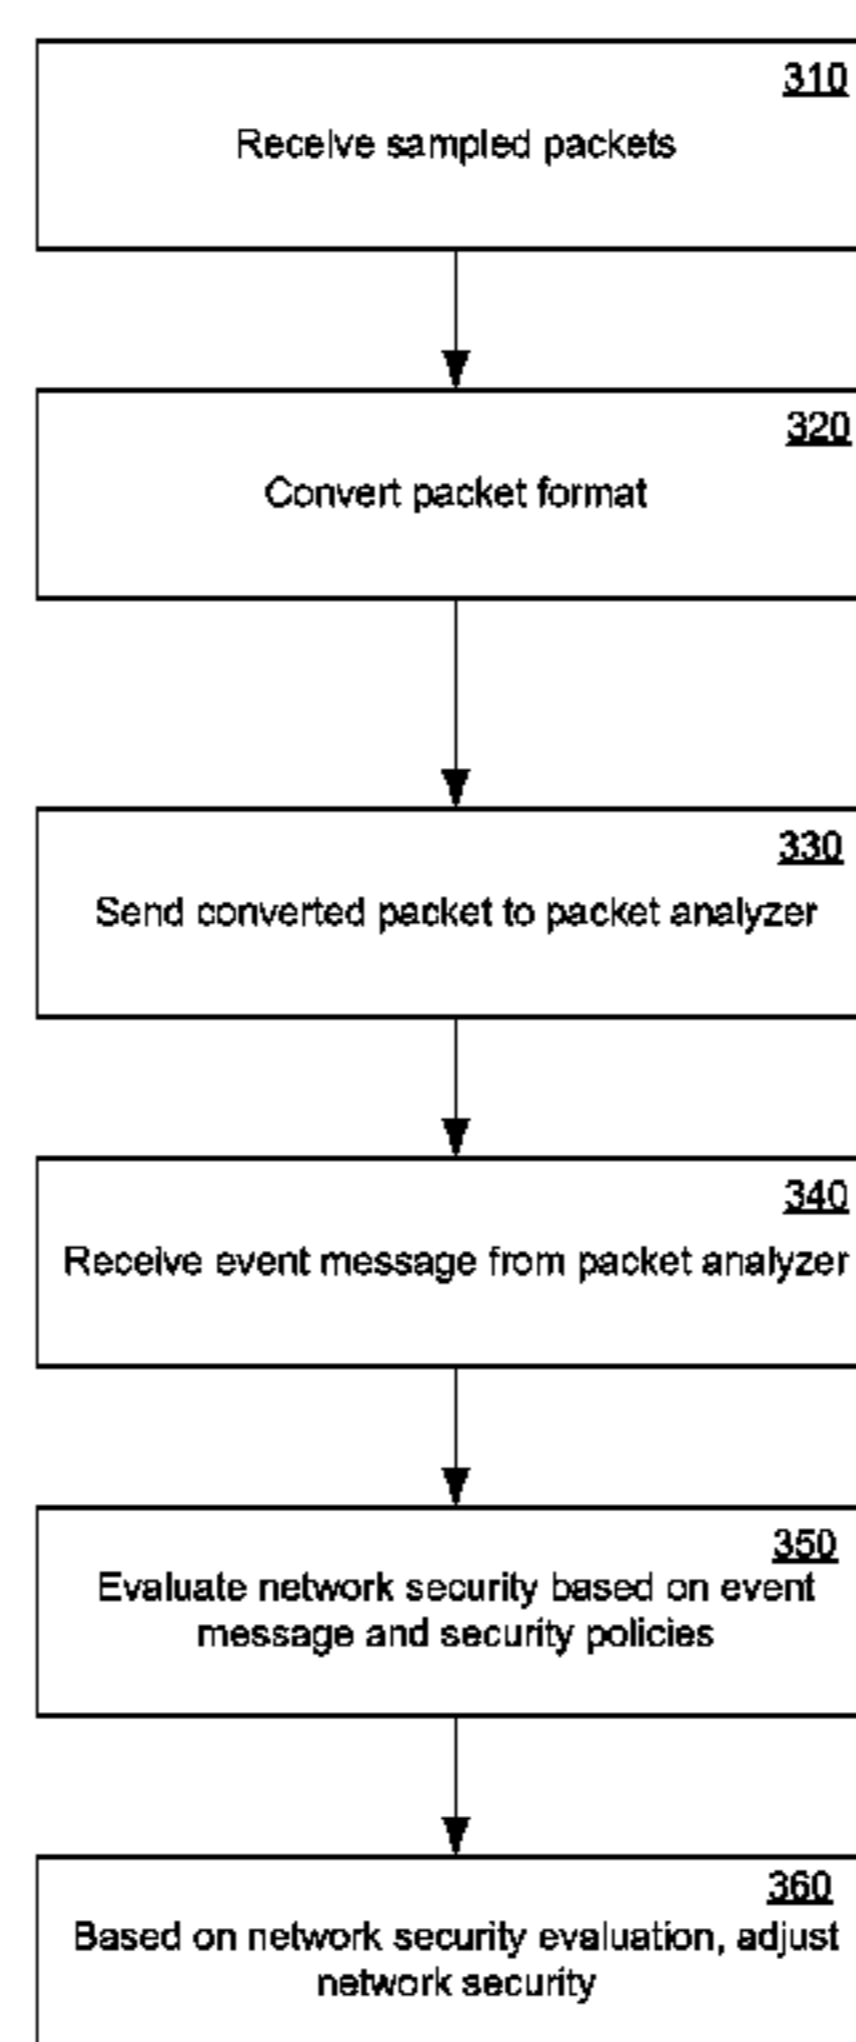 310
Receive sampled packets
320
Convert packet format
330
Send converted packet to packet analyzer
340
Receive event message from packet analyzer
350
Evaluate network security based on event
message and security policies
360
Based on network security evaluation, adjust
network security